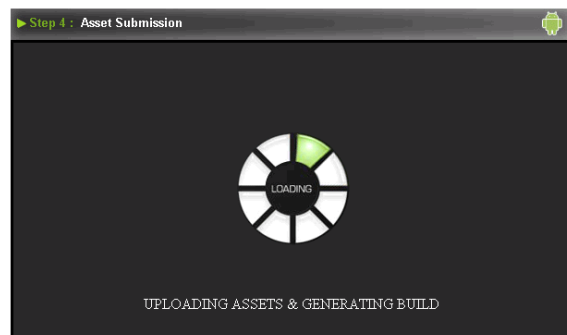 Step 4 : Asset Submission
LOADING
UPLOADING ASSETS & GENERATING BUILD